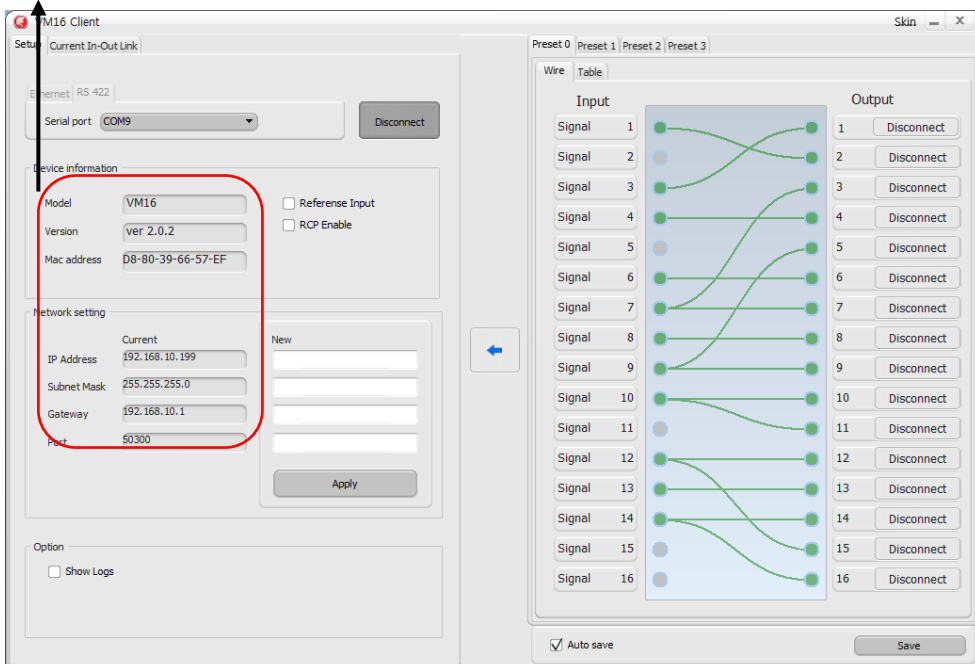 VM16 Client
Skin
Setup Current In-Out Link
Ethernet RS 422
Serial port COM9
Disconnect
Device information
Model VM16
Version ver 2.0.2
Mac address D8-80-39-66-57-EF
Referense Input
RCP Enable
Network setting
Current New
IP Address 192.168.10.199
Subnet Mask 255.255.255.0
Gateway 192.168.10.1
Port 50300
Apply
Option
Show Logs
Preset 0 Preset 1 Preset 2 Preset 3
Wire Table
Input Output
Signal 1 1 Disconnect
Signal 2 2 Disconnect
Signal 3 3 Disconnect
Signal 4 4 Disconnect
Signal 5 5 Disconnect
Signal 6 6 Disconnect
Signal 7 7 Disconnect
Signal 8 8 Disconnect
Signal 9 9 Disconnect
Signal 10 10 Disconnect
Signal 11 11 Disconnect
Signal 12 12 Disconnect
Signal 13 13 Disconnect
Signal 14 14 Disconnect
Signal 15 15 Disconnect
Signal 16 16 Disconnect
Auto save
Save